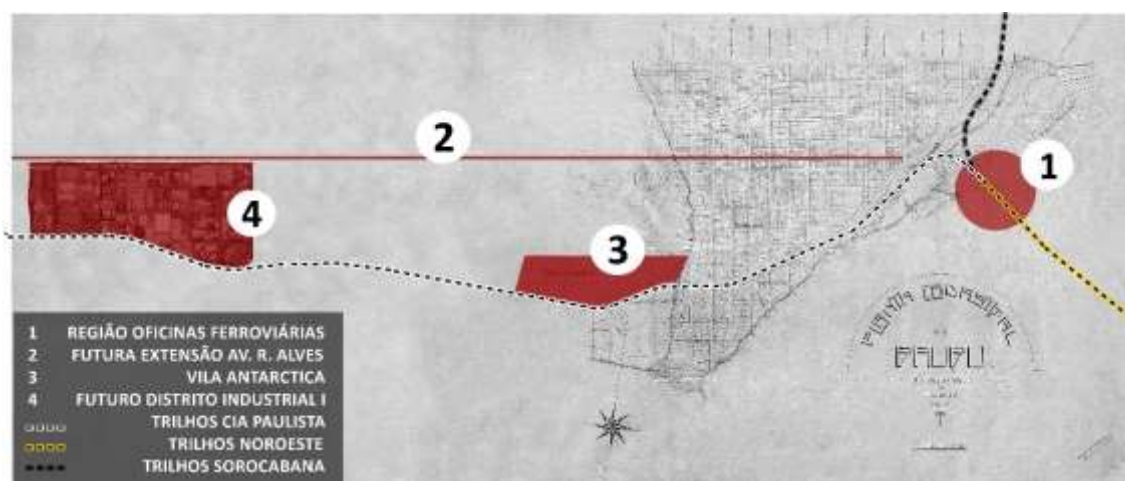 2
1
4
3
1 REGIÃO OFICINAS FERROVIÁRIAS
2 FUTURA EXTENSÃO AV. R. ALVES
3 VILA ANTARCTICA
4 FUTURO DISTRITO INDUSTRIAL I
TRILHOS CIA PAULISTA
TRILHOS NOROESTE
TRILHOS SOROCABANA